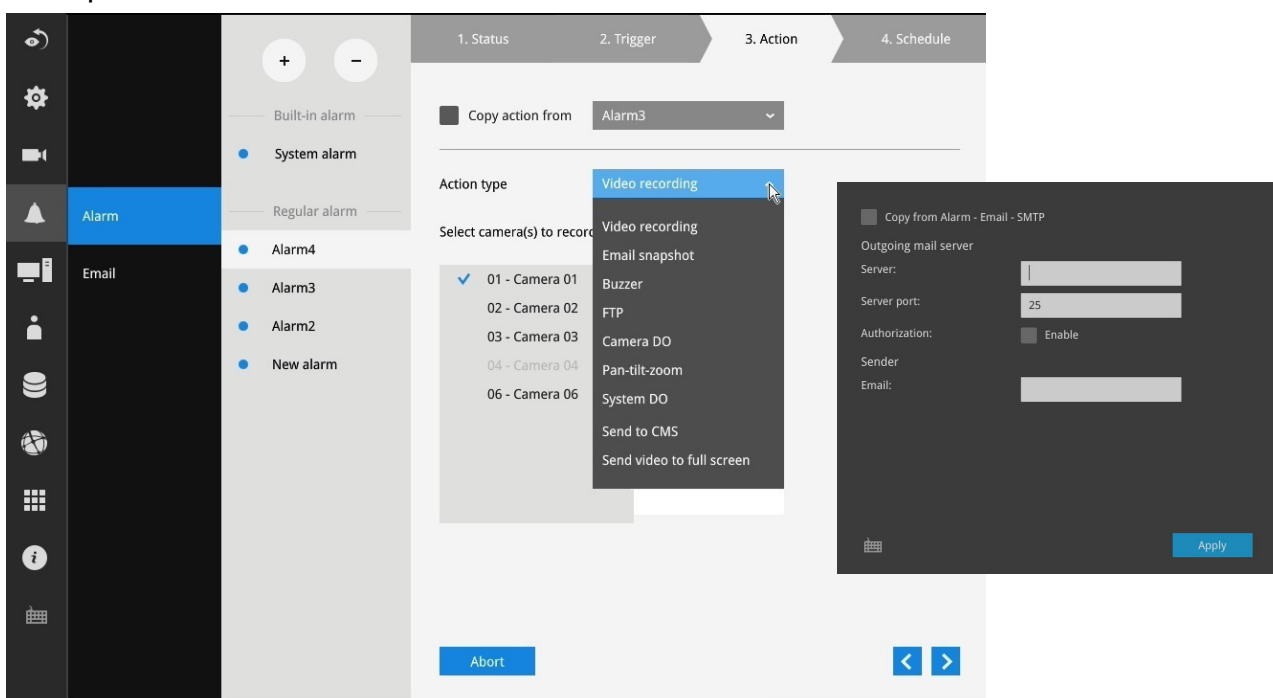 1. Status
2. Trigger
3. Action
4. Schedule
Built-in alarm
System alarm
Regular alarm
Alarm4
Alarm3
Alarm2
New alarm
Alarm
Email
Copy action from
Alarm3
Action type
Video recording
Select camera(s) to recor
01 - Camera 01
02 - Camera 02
03 - Camera 03
04 - Camera 04
06 - Camera 06
Video recording
Email snapshot
Buzzer
FTP
Camera DO
Pan-tilt-zoom
System DO
Send to CMS
Send video to full screen
Abort
Copy from Alarm - Email - SMTP
Outgoing mail server
Server:
Server port: 25
Authorization: Enable
Sender
Email:
Apply